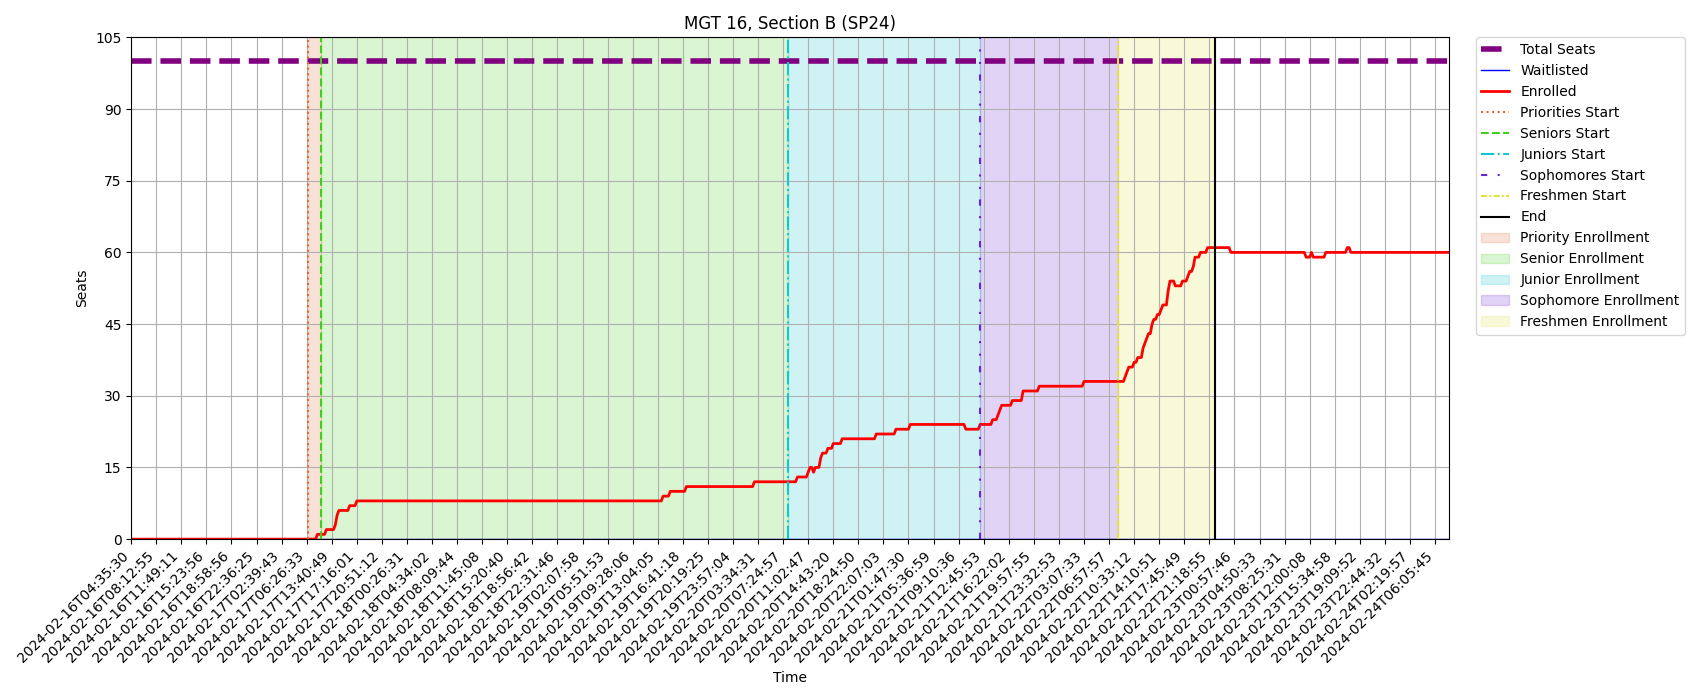 MGT 16, Section B (SP24)
105
90
75
60
45
30
15
0
Seats
2024-02-16T04:35:30
2024-02-16T08:12:55
2024-02-16T11:49:11
2024-02-16T15:23:56
2024-02-16T18:58:56
2024-02-16T22:36:25
2024-02-17T02:39:43
2024-02-17T06:26:33
2024-02-17T13:40:49
2024-02-17T17:16:01
2024-02-17T20:51:12
2024-02-18T00:26:31
2024-02-18T04:34:02
2024-02-18T08:09:44
2024-02-18T11:45:08
2024-02-18T15:20:40
2024-02-18T18:56:42
2024-02-18T22:31:46
2024-02-19T02:07:58
2024-02-19T05:51:53
2024-02-19T09:28:06
2024-02-19T13:04:05
2024-02-19T16:41:18
2024-02-19T20:19:25
2024-02-19T23:57:04
2024-02-20T03:34:31
2024-02-20T07:24:57
2024-02-20T11:02:47
2024-02-20T14:43:20
2024-02-20T18:24:50
2024-02-20T22:07:03
2024-02-21T01:47:30
2024-02-21T05:36:59
2024-02-21T09:10:36
2024-02-21T12:45:53
2024-02-21T16:22:02
2024-02-21T19:57:55
2024-02-21T23:32:53
2024-02-22T03:07:33
2024-02-22T06:57:57
2024-02-22T10:33:12
2024-02-22T14:10:51
2024-02-22T17:45:49
2024-02-22T21:18:55
2024-02-23T00:57:46
2024-02-23T04:50:33
2024-02-23T08:25:31
2024-02-23T12:00:08
2024-02-23T15:34:58
2024-02-23T19:09:52
2024-02-23T22:44:32
2024-02-24T02:19:57
2024-02-24T06:05:45
Time
Total Seats
Waitlisted
Enrolled
Priorities Start
Seniors Start
Juniors Start
Sophomores Start
Freshmen Start
End
Priority Enrollment
Senior Enrollment
Junior Enrollment
Sophomore Enrollment
Freshmen Enrollment